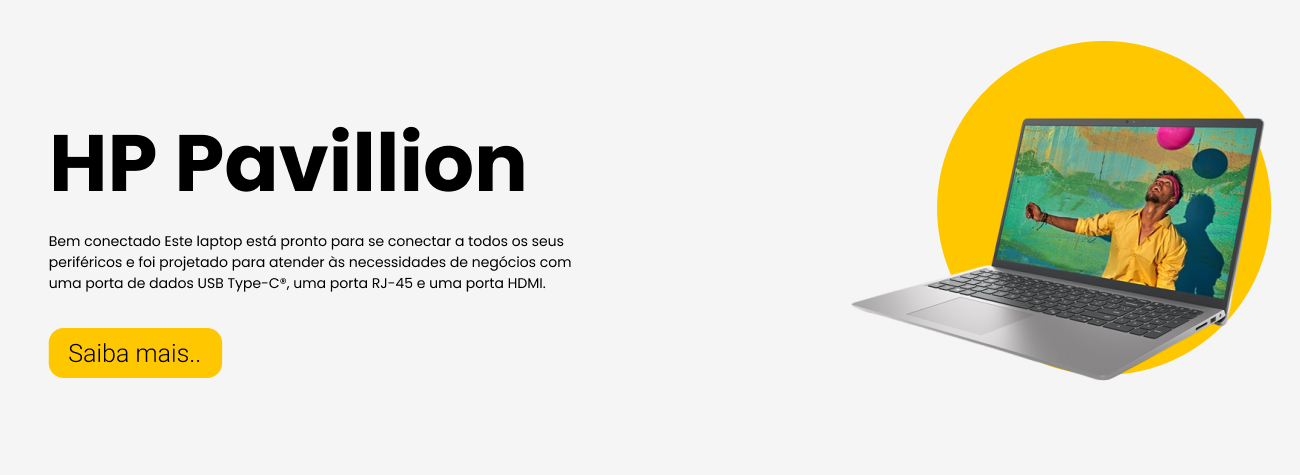 HP Pavillion
Bem conectado Este laptop está pronto para se conectar a todos os seus
periféricos e foi projetado para atender às necessidades de negócios com
uma porta de dados USB Type-C®, uma porta RJ-45 e uma porta HDMI.
Saiba mais..